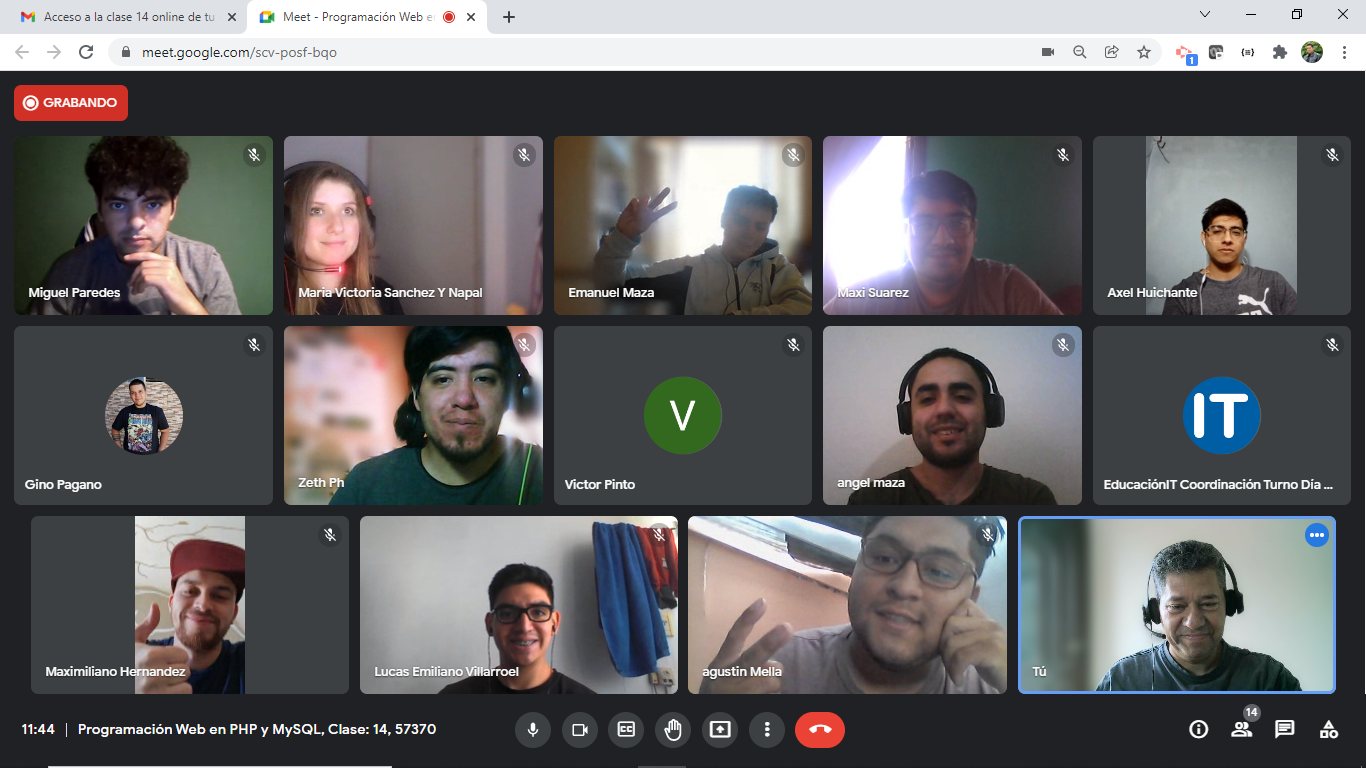 Acceso a la clase 14 online de tu
Meet - Programación Web e
meet.google.com/scv-posf-bqo
1
GRABANDO
Miguel Paredes
Maria Victoria Sanchez Y Napal
Emanuel Maza
Maxi Suarez
Axel Huichante
Gino Pagano
Zeth Ph
V
Victor Pinto
angel maza
IT
EducaciónIT Coordinación Turno Día ...
Maximiliano Hernandez
Lucas Emiliano Villarroel
agustin Mella
Tú
11:44 | Programación Web en PHP y MySQL, Clase: 14, 57370
CC
14